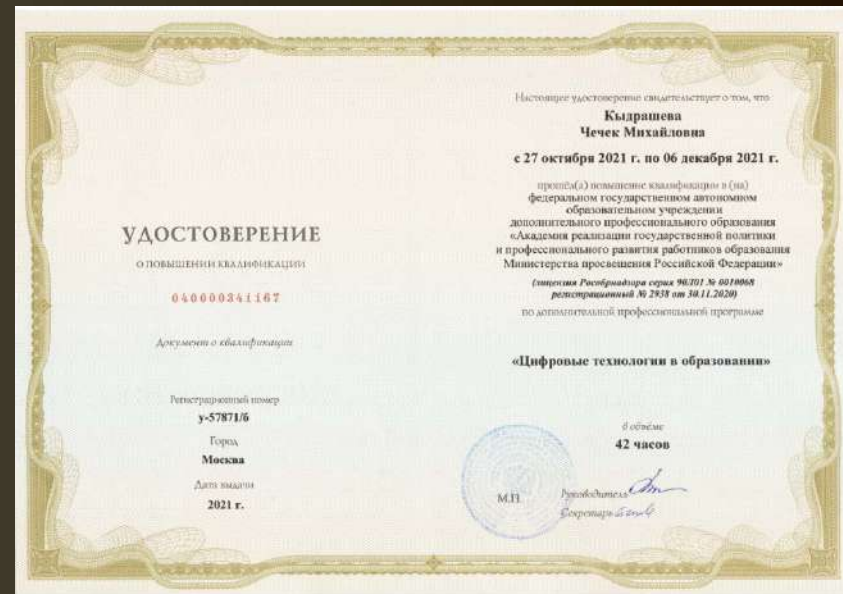 УДОСТОВЕРЕНИЕ
О ПОВЫШЕНИИ КВАЛИФИКАЦИИ
040000341167
Документ о квалификации
Регистрационный номер
у-57871/б
Город
Москва
Дата выдачи
2021 г.
Настоящее удостоверение свидетельствует о том, что
Кыдрашева
Чечек Михайловна
с 27 октября 2021 г. по 06 декабря 2021 г.
прошёл(а) повышение квалификации в (на)
федеральном государственном автономном
образовательном учреждении
дополнительного профессионального образования
«Академия реализации государственной политики
и профессионального развития работников образования
Министерства просвещения Российской Федерации»
(лицензия Рособрнадзора серия 90Л01 № 0010068
регистрационный № 2938 от 30.11.2020)
по дополнительной профессиональной программе
«Цифровые технологии в образовании»
в объёме
42 часов
М.П.
Руководитель
Секретарь